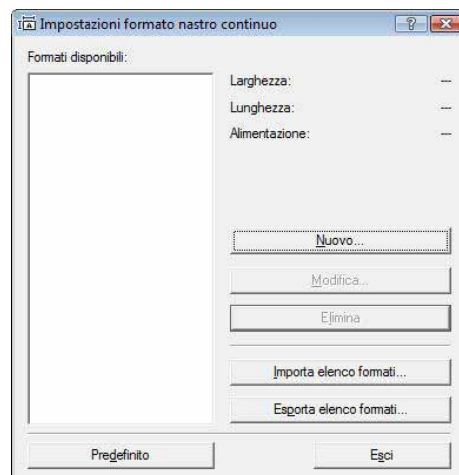 Impostazioni formato nastro continuo
Formati disponibili:
Larghezza: ---
Lunghezza: ---
Alimentazione: ---
Nuovo...
Modifica...
Elimina
Importa elenco formati...
Esporta elenco formati...
Predefinito
Esci